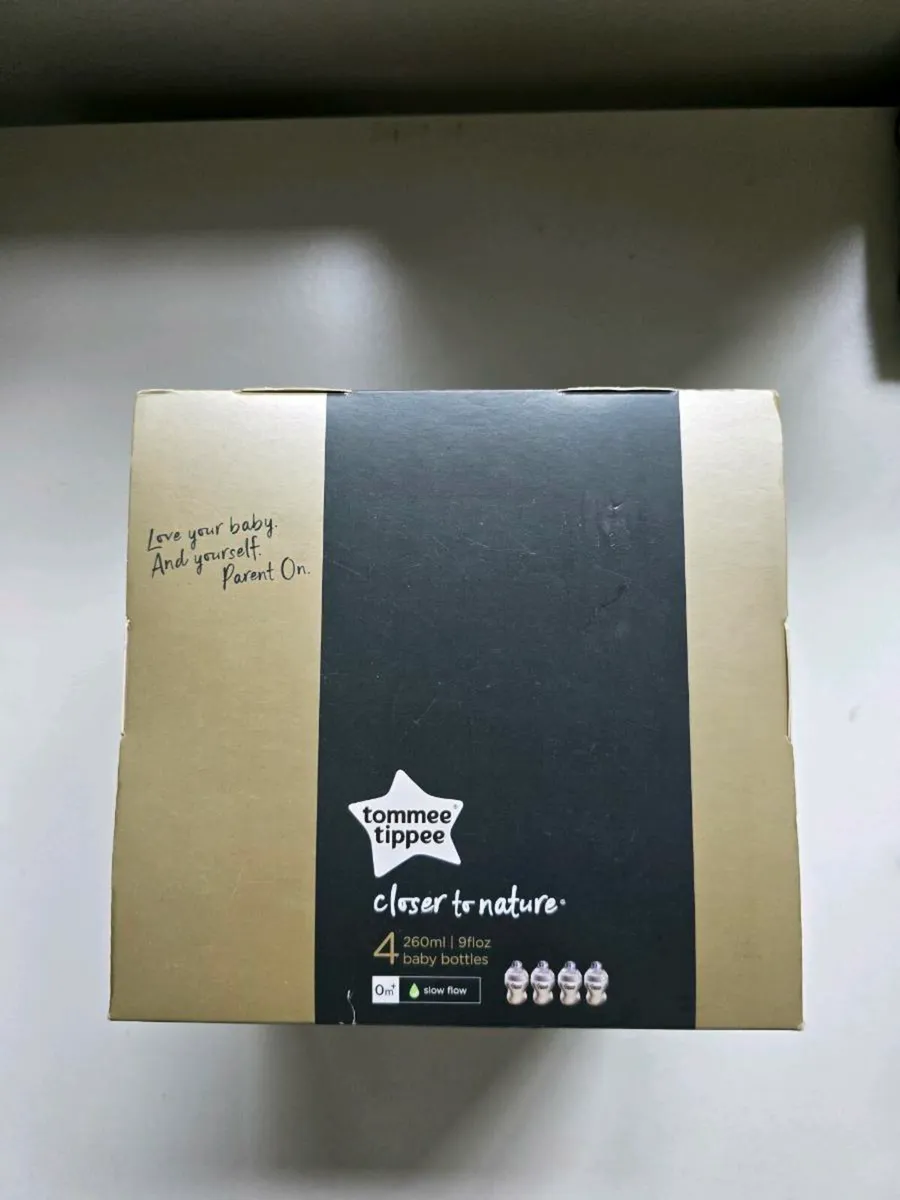 Love your baby.
And yourself.
Parent On.
tommee®
tippee
closer to nature®
4 260ml | 9floz
baby bottles
0m+ slow flow